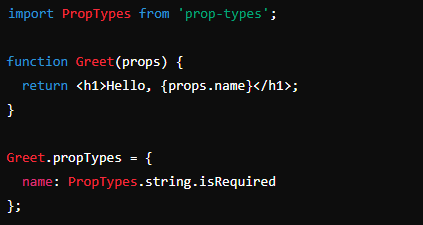 import PropTypes from 'prop-types';
function Greet(props) {
  return <h1>Hello, {props.name}</h1>;
}
Greet.propTypes = {
  name: PropTypes.string.isRequired
};